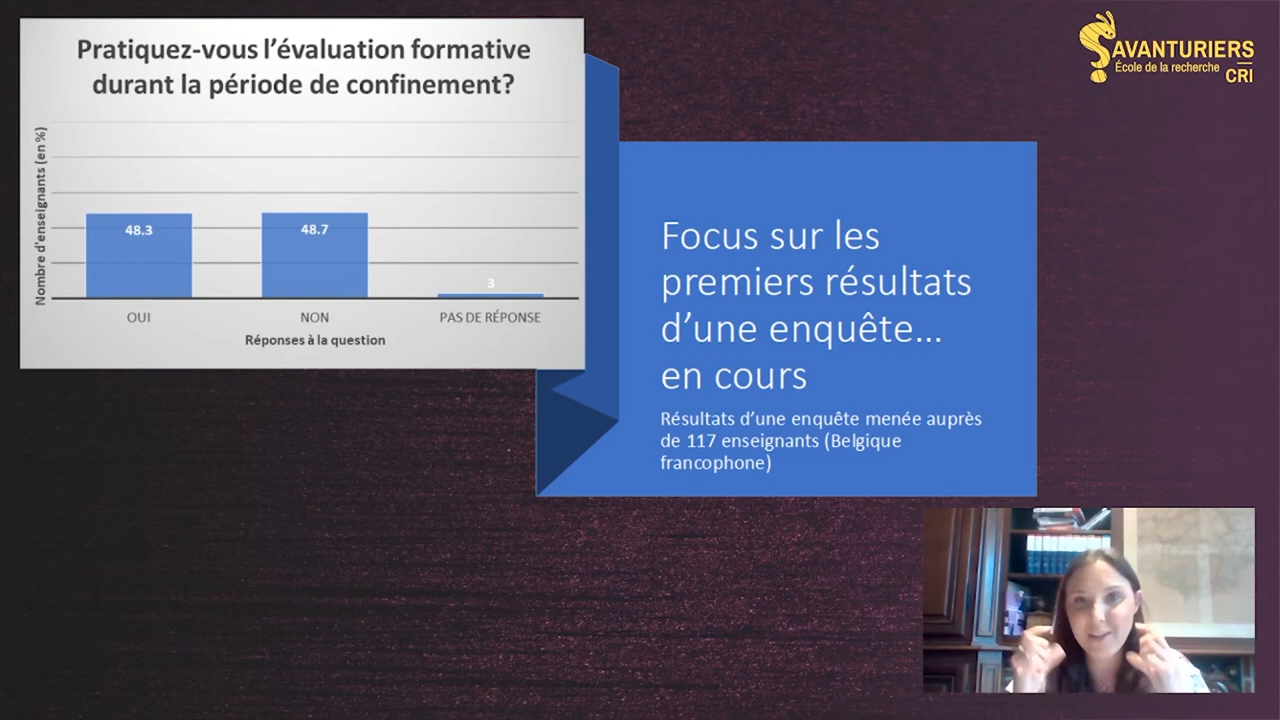 Pratiquez-vous l'évaluation formative
durant la période de confinement?
Nombre d'enseignants (en %)
48.3
48.7
3
OUI
NON
PAS DE RÉPONSE
Réponses à la question
SAVANTURIERS
École de la recherche
CRI
Focus sur les
premiers résultats
d'une enquête...
en cours
Résultats d'une enquête menée auprès
de 117 enseignants (Belgique
francophone)